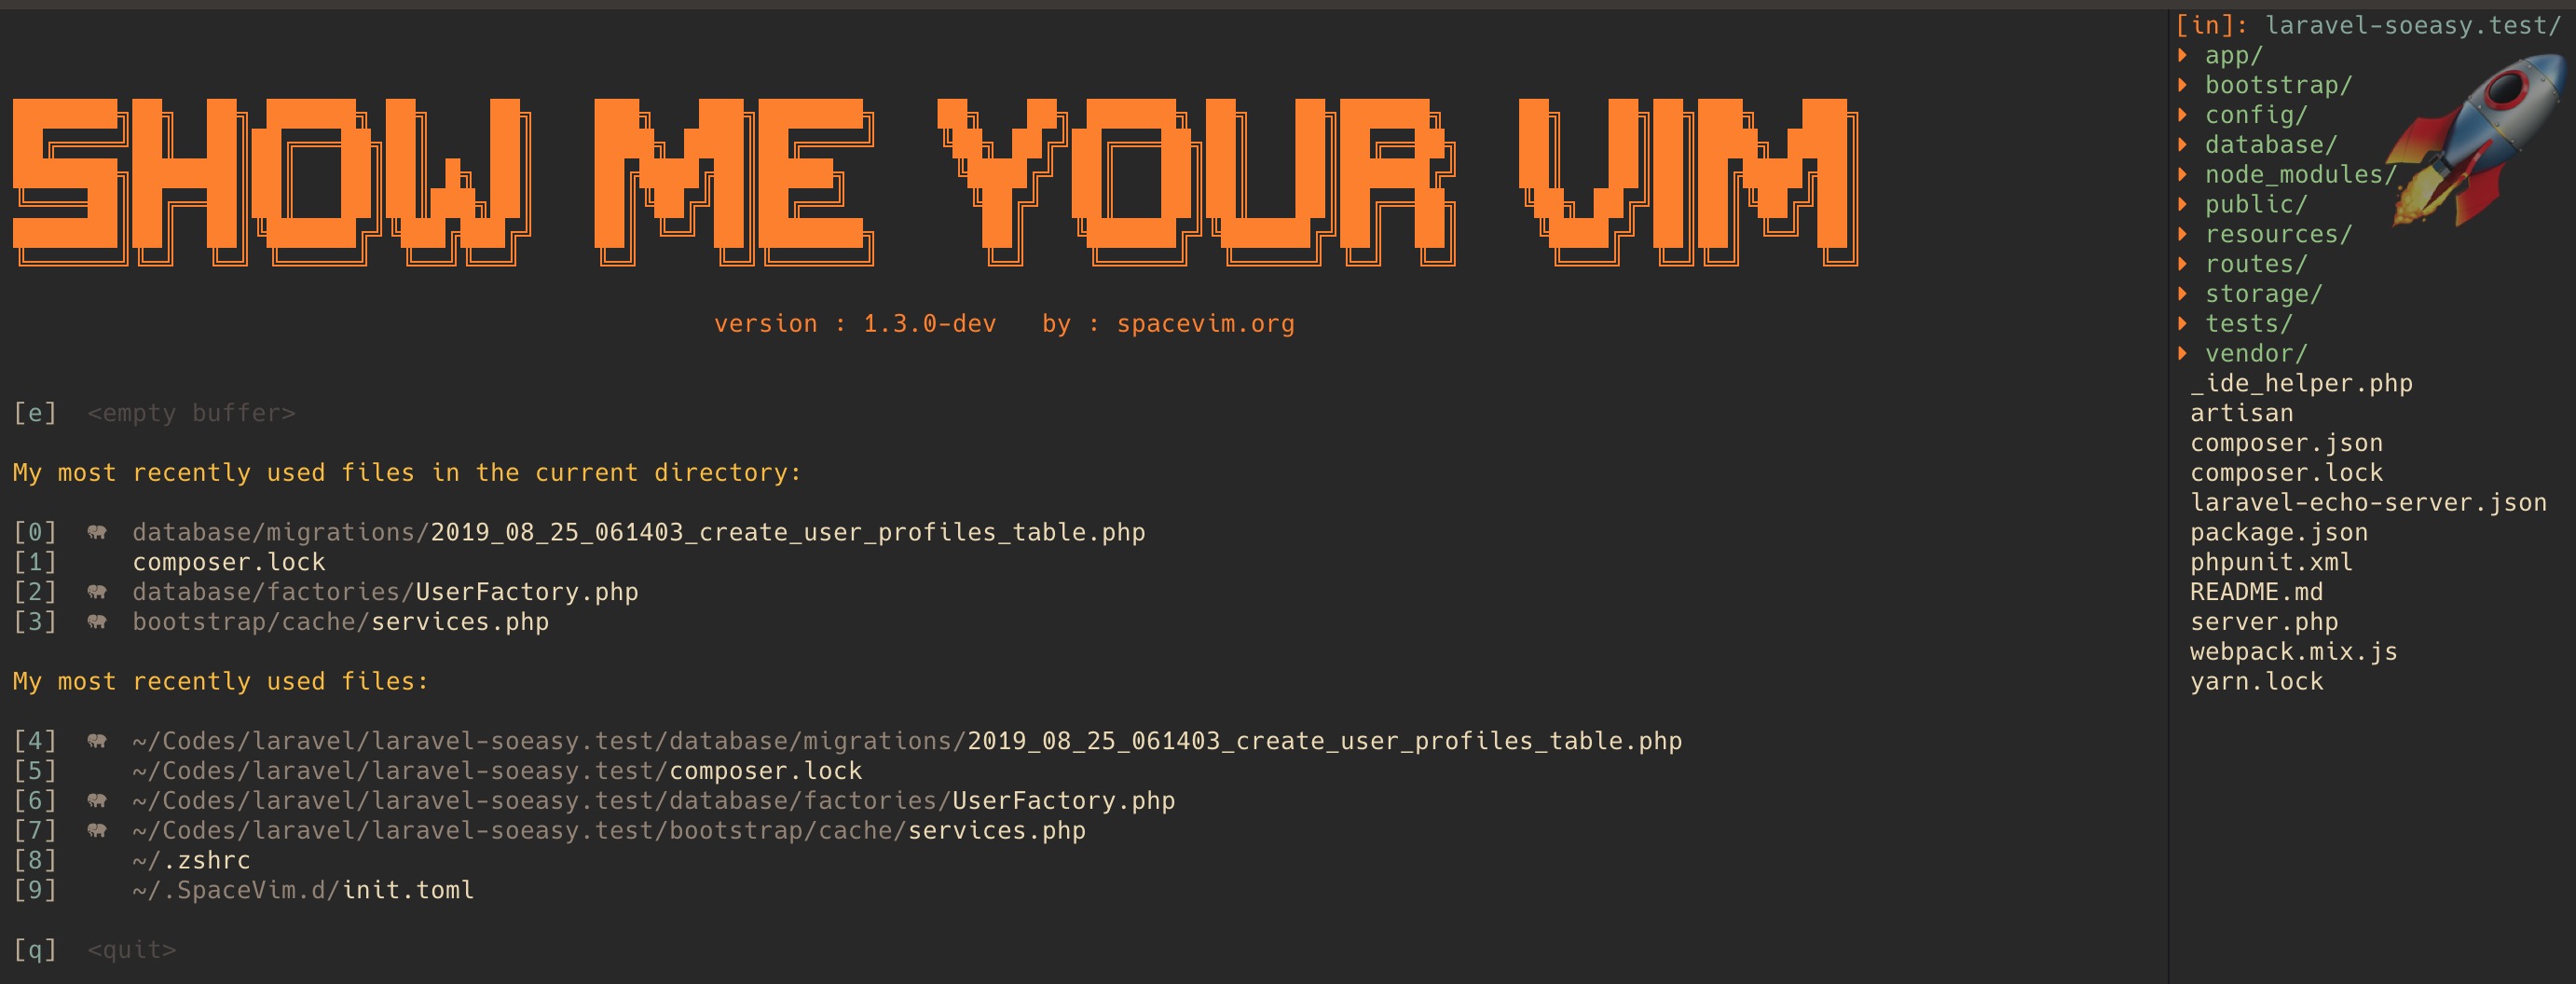 SHOW ME YOUR VIM
version : 1.3.0-dev   by : spacevim.org
[e]  <empty buffer>
My most recently used files in the current directory:
[0]  database/migrations/2019_08_25_061403_create_user_profiles_table.php
[1]  composer.lock
[2]  database/factories/UserFactory.php
[3]  bootstrap/cache/services.php
My most recently used files:
[4]  ~/Codes/laravel/laravel-soeasy.test/database/migrations/2019_08_25_061403_create_user_profiles_table.php
[5]  ~/Codes/laravel/laravel-soeasy.test/composer.lock
[6]  ~/Codes/laravel/laravel-soeasy.test/database/factories/UserFactory.php
[7]  ~/Codes/laravel/laravel-soeasy.test/bootstrap/cache/services.php
[8]  ~/.zshrc
[9]  ~/.SpaceVim.d/init.toml
[q]  <quit>
[in]: laravel-soeasy.test/
app/
bootstrap/
config/
database/
node_modules/
public/
resources/
routes/
storage/
tests/
vendor/
_ide_helper.php
artisan
composer.json
composer.lock
laravel-echo-server.json
package.json
phpunit.xml
README.md
server.php
webpack.mix.js
yarn.lock